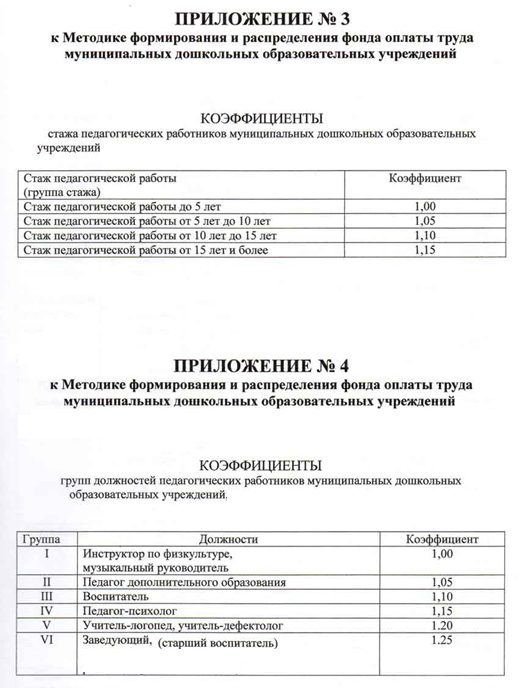 ПРИЛОЖЕНИЕ № 3
к Методике формирования и распределения фонда оплаты труда
муниципальных дошкольных образовательных учреждений
КОЭФФИЦИЕНТЫ
стажа педагогических работников муниципальных дошкольных образовательных
учреждений
Стаж педагогической работы Коэффициент
(группа стажа)
Стаж педагогической работы до 5 лет 1,00
Стаж педагогической работы от 5 лет до 10 лет 1,05
Стаж педагогической работы от 10 лет до 15 лет 1,10
Стаж педагогической работы от 15 лет и более 1,15
ПРИЛОЖЕНИЕ № 4
к Методике формирования и распределения фонда оплаты труда
муниципальных дошкольных образовательных учреждений
КОЭФФИЦИЕНТЫ
групп должностей педагогических работников муниципальных дошкольных
образовательных учреждений.
Группа Должности Коэффициент
I Инструктор по физкультуре, 1,00
музыкальный руководитель
II Педагог дополнительного образования 1,05
III Воспитатель 1,10
IV Педагог-психолог 1,15
V Учитель-логопед, учитель-дефектолог 1.20
VI Заведующий, (старший воспитатель) 1.25